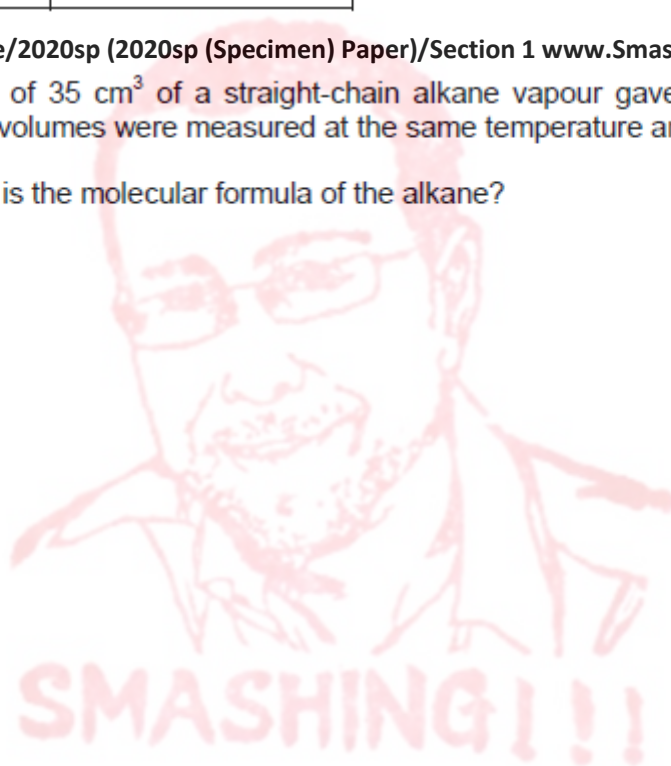 e/2020sp (2020sp (Specimen) Paper)/Section 1 www.Smas
of 35 cm³ of a straight-chain alkane vapour gave
volumes were measured at the same temperature a
is the molecular formula of the alkane?
SMASHING!!!